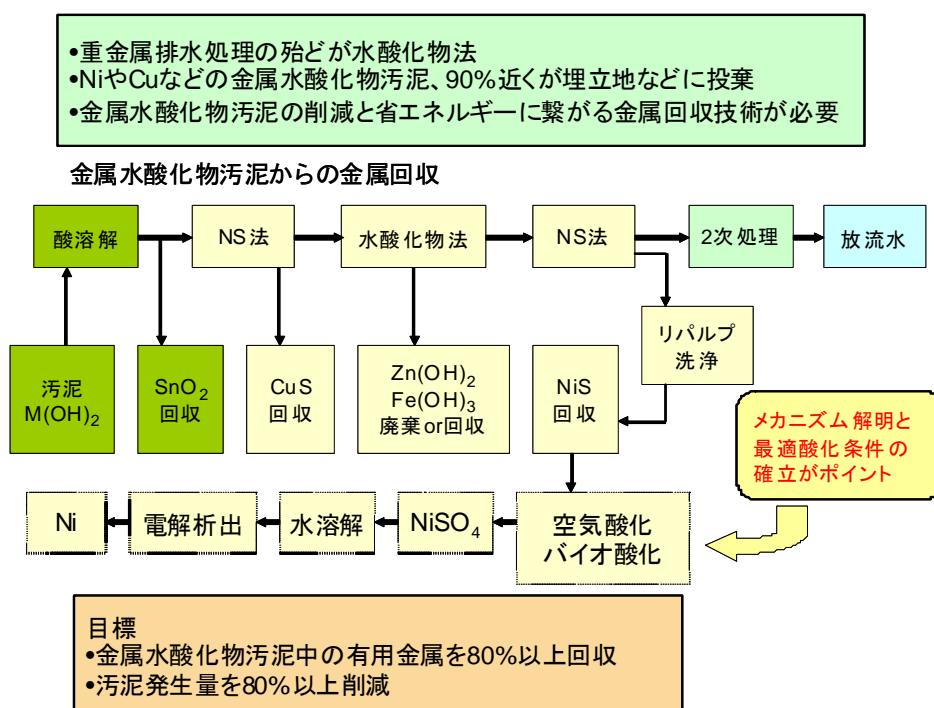 •重金属排水処理の殆どが水酸化物法
•NiやCuなどの金属水酸化物汚泥、90%近くが埋立地などに投棄
•金属水酸化物汚泥の削減と省エネルギーに繋がる金属回収技術が必要
金属水酸化物汚泥からの金属回収
酸溶解
NS法
水酸化物法
NS法
2次処理
放流水
リパルプ
洗浄
汚泥
M(OH)2
SnO2
回収
CuS
回収
Zn(OH)2
Fe(OH)3
廃棄or回収
NiS
回収
メカニズム解明と
最適酸化条件の
確立がポイント
Ni
電解析出
水溶解
NiSO4
空気酸化
バイオ酸化
目標
•金属水酸化物汚泥中の有用金属を80%以上回収
•汚泥発生量を80%以上削減